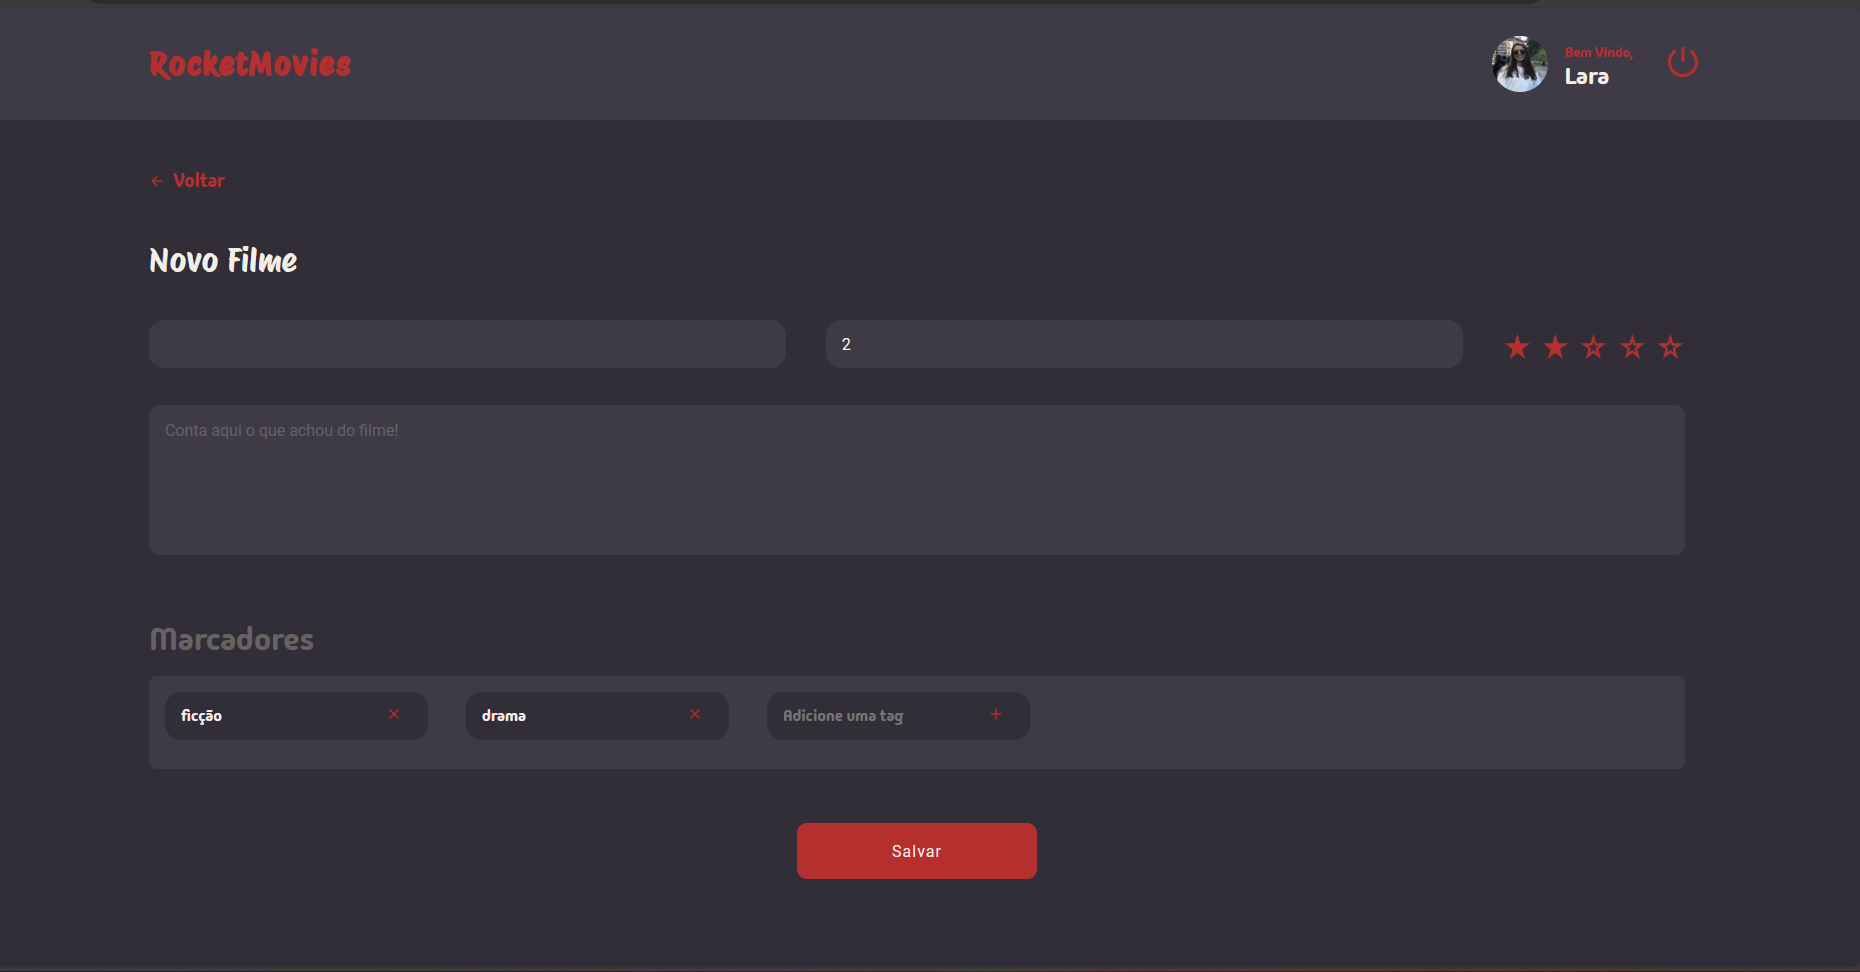 RocketMovies
Bem Vindo,
Lara
Voltar
Novo Filme
2
Conta aqui o que achou do filme!
Marcadores
ficção
drama
Adicione uma tag
Salvar